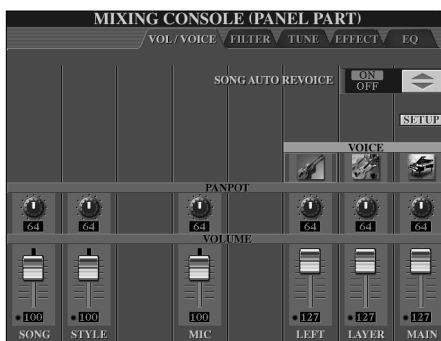 MIXING CONSOLE (PANEL PART)
VOL / VOICE FILTER TUNE EFFECT EQ
SONG AUTO REVOICE ON
OFF
SETUP
VOICE
PANPOT
64 64 64 64 64 64
VOLUME
100 100 100 127 127 127
SONG STYLE MIC LEFT LAYER MAIN